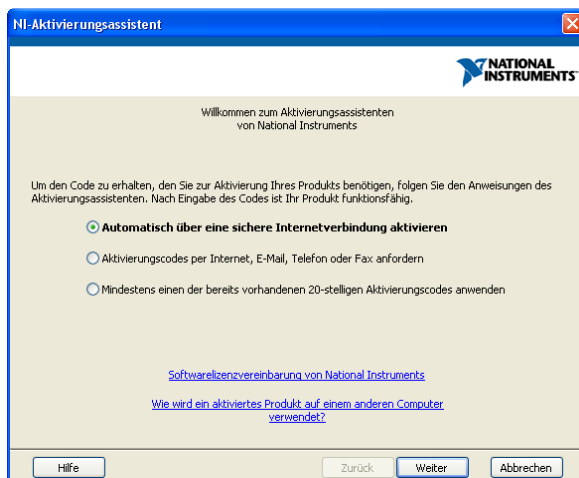 NI-Aktivierungsassistent
NATIONAL
INSTRUMENTS
Willkommen zum Aktivierungsassistenten
von National Instruments
Um den Code zu erhalten, den Sie zur Aktivierung Ihres Produkts benötigen, folgen Sie den Anweisungen des
Aktivierungsassistenten. Nach Eingabe des Codes ist Ihr Produkt funktionsfähig.
Automatisch über eine sichere Internetverbindung aktivieren
Aktivierungscodes per Internet, E-Mail, Telefon oder Fax anfordern
Mindestens einen der bereits vorhandenen 20-stelligen Aktivierungscodes anwenden
Softwarelizenzvereinbarung von National Instruments
Wie wird ein aktiviertes Produkt auf einem anderen Computer
verwendet?
Hilfe
Zurück
Weiter
Abbrechen